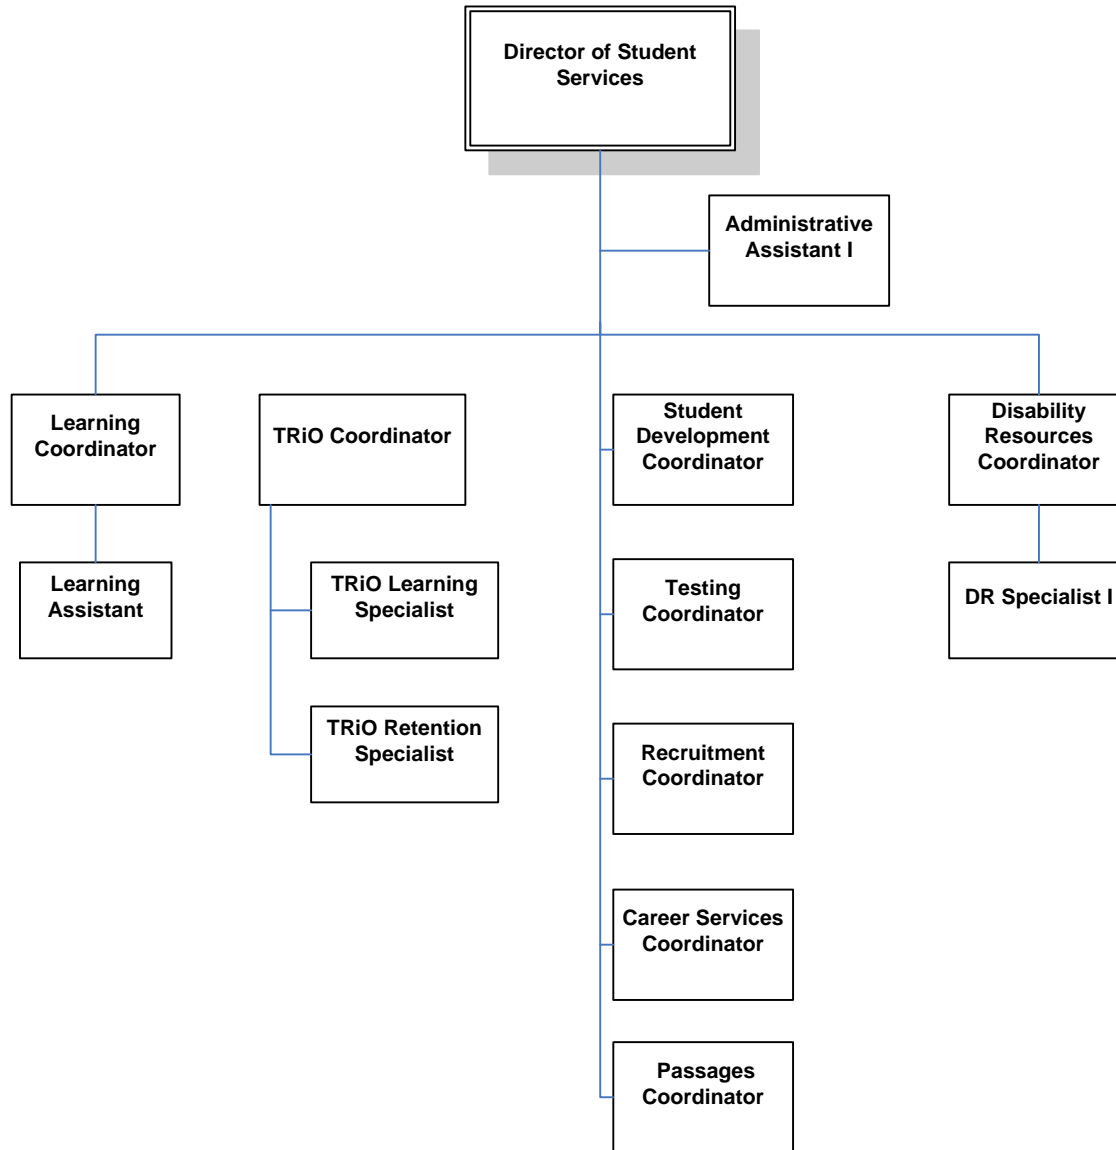 Director of Student
Services
Administrative
Assistant I
Learning
Coordinator
TRiO Coordinator
Student
Development
Coordinator
Disability
Resources
Coordinator
Learning
Assistant
TRiO Learning
Specialist
Testing
Coordinator
DR Specialist I
TRiO Retention
Specialist
Recruitment
Coordinator
Career Services
Coordinator
Passages
Coordinator